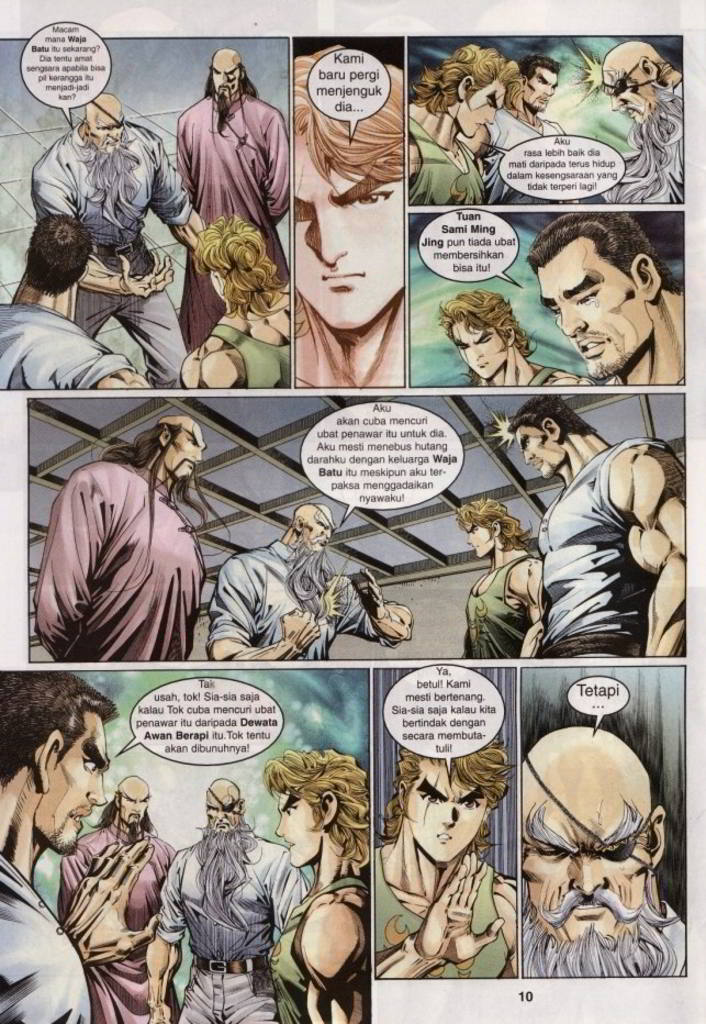 Macam
mana Waja
Batu itu sekarang?
Dia tentu amat
sengsara apabila bisa
pil kerangga itu
menjadi-jadi
kan?
Kami
baru pergi
menjenguk
dia...
Aku
rasa lebih baik dia
mati daripada terus hidup
dalam kesengsaraan yang
tidak terperi lagi!
Tuan
Sami Ming
Jing pun tiada ubat
membersihkan
bisa itu!
Aku
akan cuba mencuri
ubat penawar itu untuk dia.
Aku mesti menebus hutang
darahku dengan keluarga Waja
Batu itu meskipun aku ter-
paksa menggadaikan
nyawaku!
Tak
usah, tok! Sia-sia saja
kalau Tok cuba mencuri ubat
penawar itu daripada Dewata
Awan Berapi itu. Tok tentu
akan dibunuhnya!
Ya,
betul! Kami
mesti bertenang.
Sia-sia saja kalau kita
bertindak dengan
secara membuta-
tuli!
Tetapi
...
10